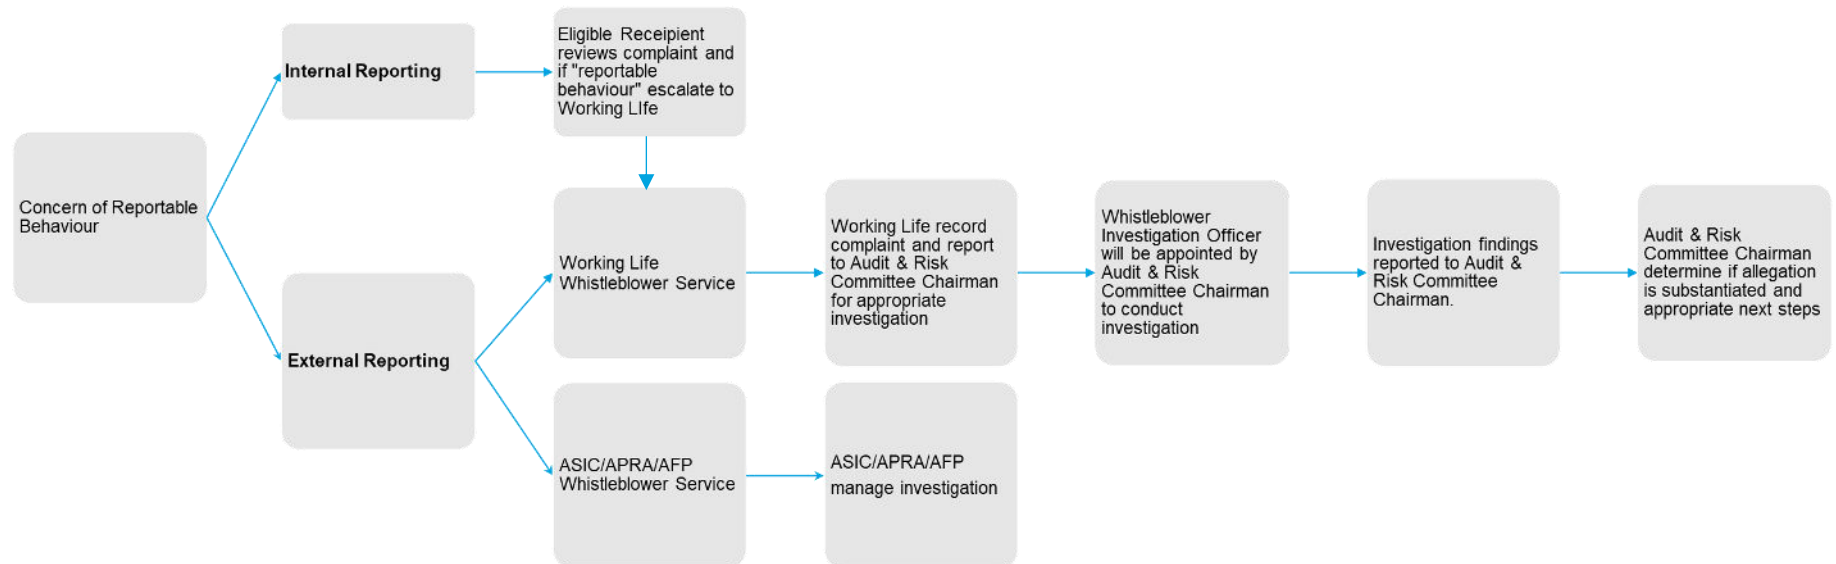 Concern of Reportable
Behaviour
Internal Reporting
Eligible Receipient
reviews complaint and
if "reportable
behaviour" escalate to
Working LIfe
External Reporting
Working Life
Whistleblower Service
Working Life record
complaint and report
to Audit & Risk
Committee Chairman
for appropriate
investigation
Whistleblower
Investigation Officer
will be appointed by
Audit & Risk
Committee Chairman
to conduct
investigation
Investigation findings
reported to Audit &
Risk Committee
Chairman.
Audit & Risk
Committee Chairman
determine if allegation
is substantiated and
appropriate next steps
ASIC/APRA/AFP
Whistleblower Service
ASIC/APRA/AFP
manage investigation